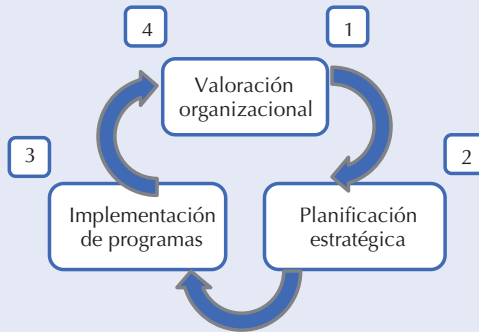 4
1
Valoración
organizacional
3
2
Implementación
de programas
Planificación
estratégica